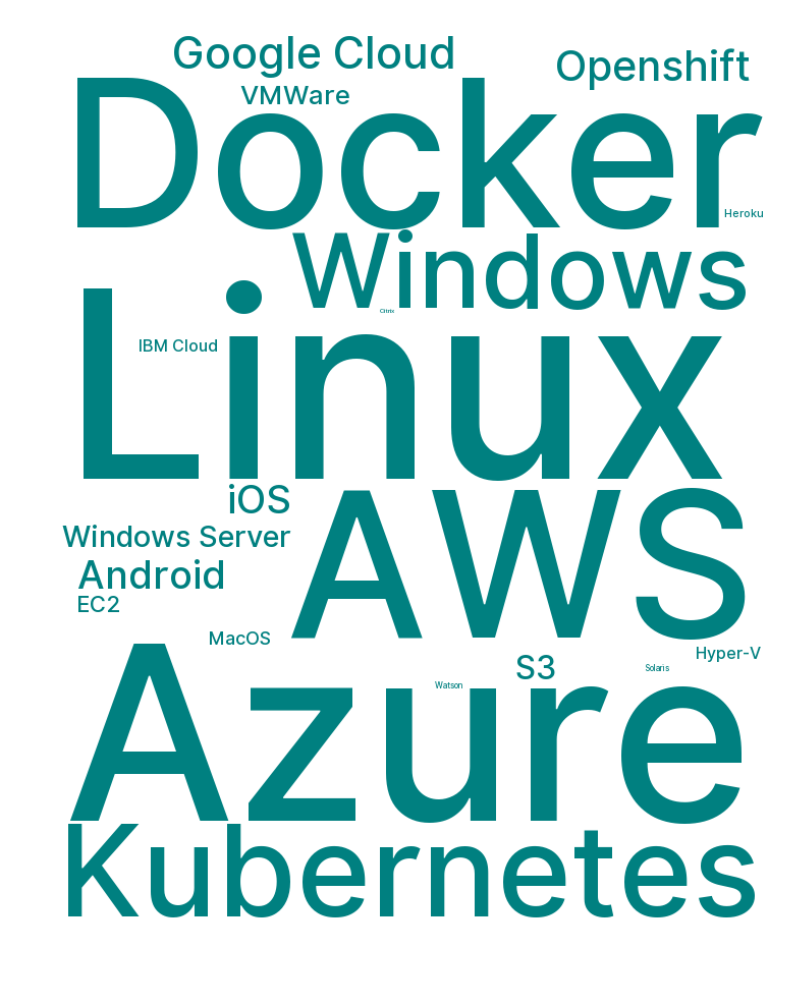 Google Cloud
Openshift
VMWare
Docker
Heroku
Windows
Citrix
Linux
IBM Cloud
iOS
AWS
Windows Server
Android
EC2
MacOS
Hyper-V
S3
Solaris
Watson
Azure
Kubernetes